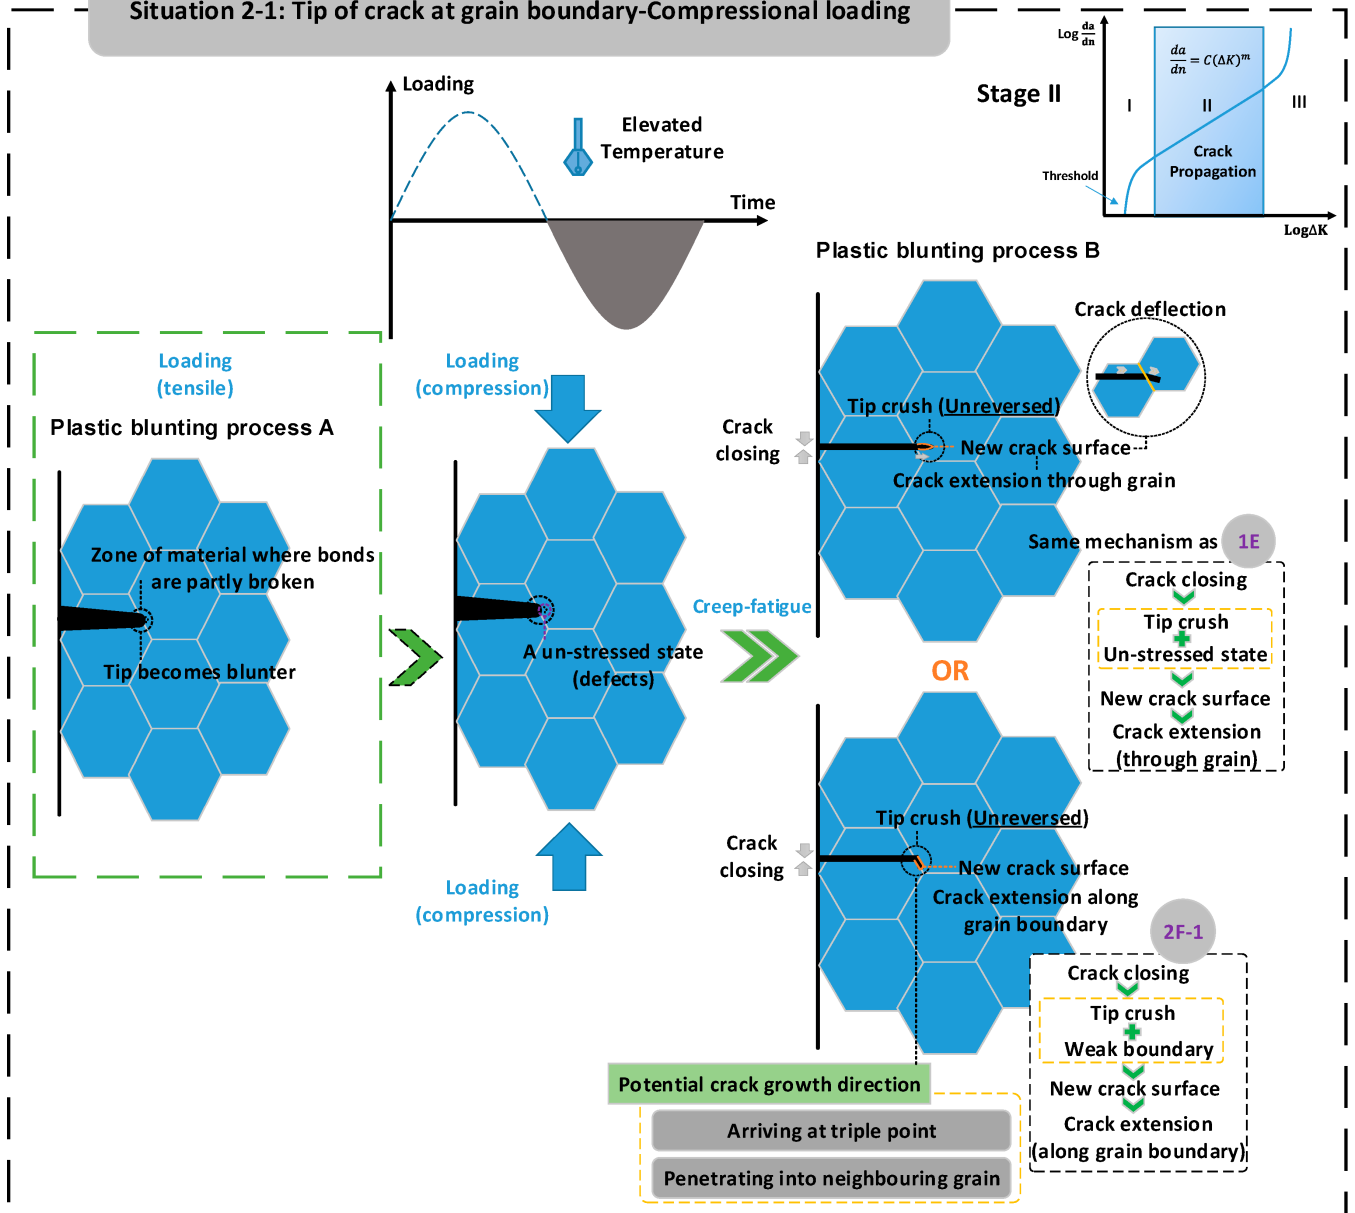 Situation 2-1: Tip of crack at grain boundary-Compressional loading
Loading
Elevated
Temperature
Time
Stage II
Log da/dn
da/dn = C(ΔK)^m
I
II
III
Crack
Propagation
Threshold
LogΔK
Loading
(tensile)
Plastic blunting process A
Zone of material where bonds
are partly broken
Tip becomes blunter
Loading
(compression)
A un-stressed state
(defects)
Loading
(compression)
Creep-fatigue
Plastic blunting process B
Crack deflection
Tip crush (Unreversed)
Crack
closing
New crack surface
Crack extension through grain
Same mechanism as
1E
Crack closing
Tip crush
Un-stressed state
New crack surface
Crack extension
(through grain)
OR
Tip crush (Unreversed)
Crack
closing
New crack surface
Crack extension along
grain boundary
2F-1
Crack closing
Tip crush
Weak boundary
New crack surface
Crack extension
(along grain boundary)
Potential crack growth direction
Arriving at triple point
Penetrating into neighbouring grain